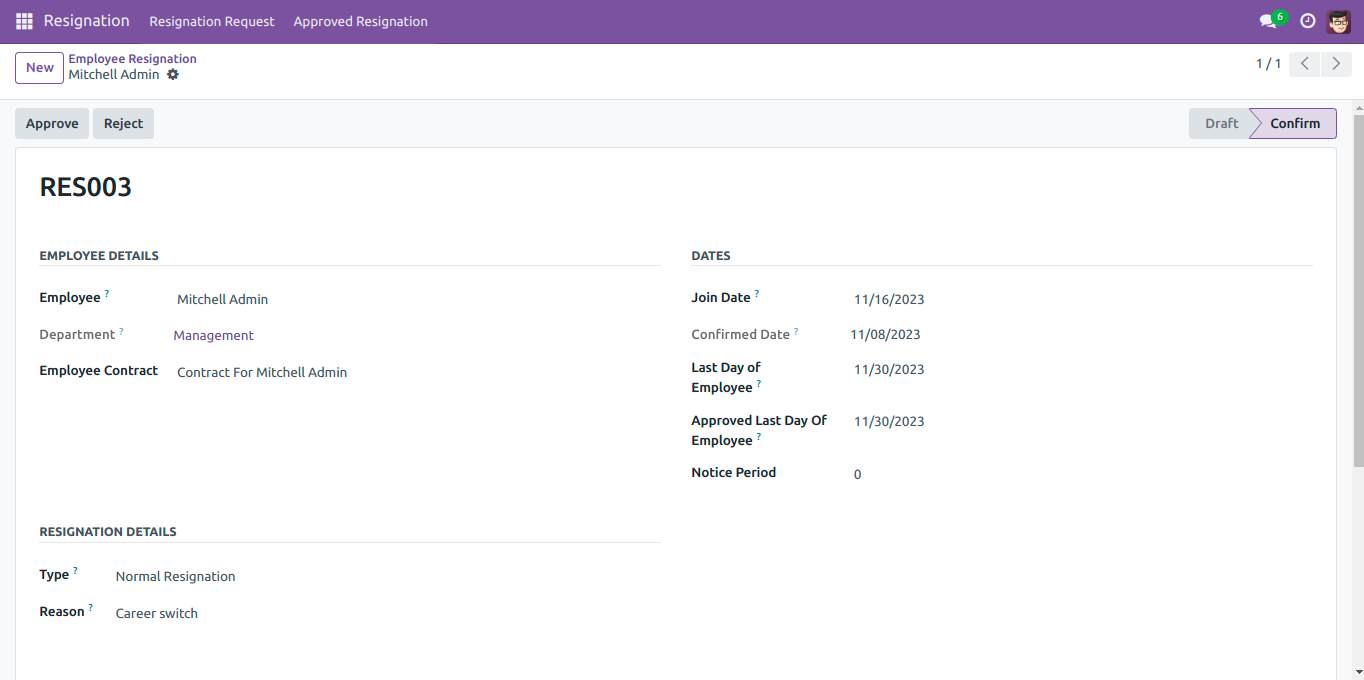 Resignation Resignation Request Approved Resignation 6
New Employee Resignation
Mitchell Admin
1 / 1
Approve Reject Draft Confirm
RES003
EMPLOYEE DETAILS
Employee ? Mitchell Admin
Department ? Management
Employee Contract Contract For Mitchell Admin
DATES
Join Date ? 11/16/2023
Confirmed Date ? 11/08/2023
Last Day of
Employee ? 11/30/2023
Approved Last Day Of
Employee ? 11/30/2023
Notice Period 0
RESIGNATION DETAILS
Type ? Normal Resignation
Reason ? Career switch